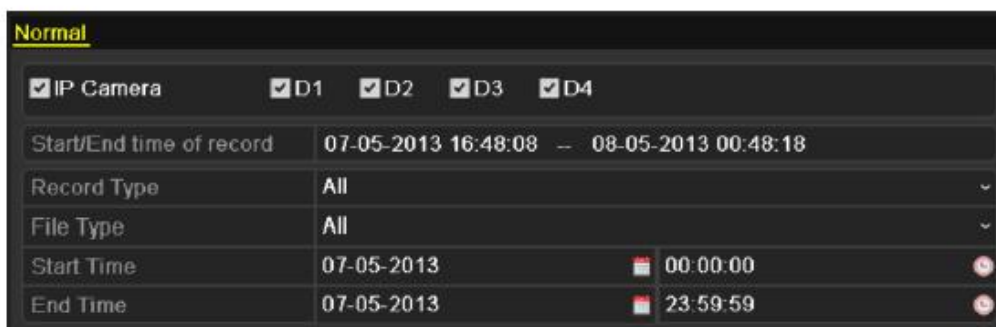 Normal
IP Camera D1 D2 D3 D4
Start/End time of record 07-05-2013 16:48:08 -- 08-05-2013 00:48:18
Record Type All
File Type All
Start Time 07-05-2013 00:00:00
End Time 07-05-2013 23:59:59